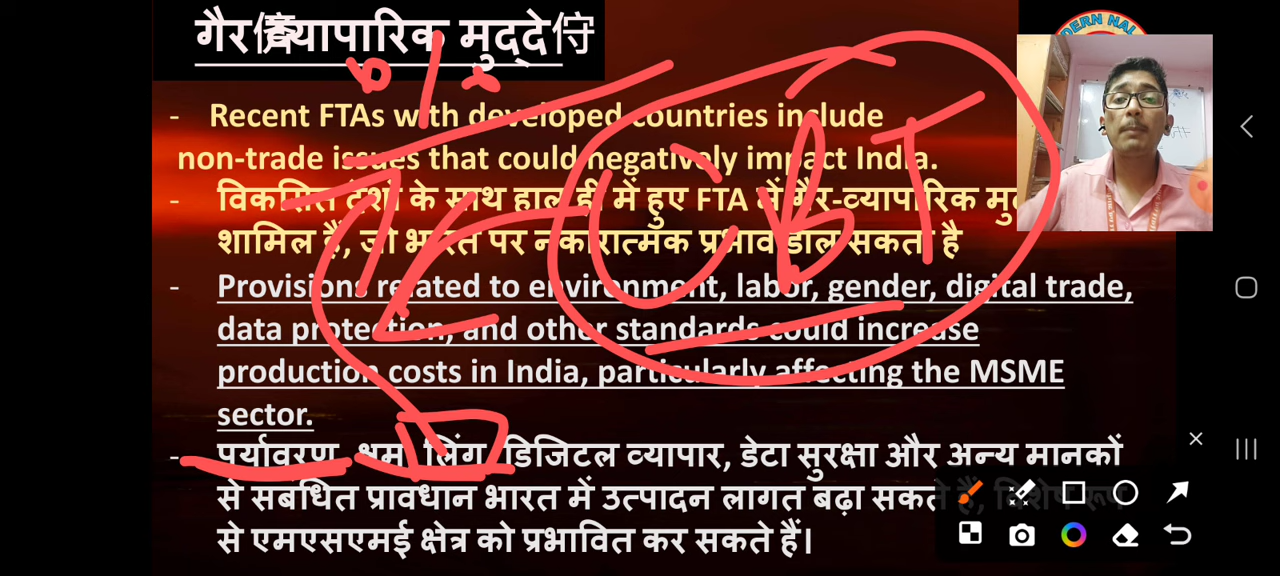 गैर व्यापारिक मुद्दे
MODERN NAL
Recent FTAs with developed countries include
non-trade issues that could negatively impact India.
- विकसित देशों के साथ हाल ही में हुए FTA में गैर-व्यापारिक
शामिल हैं, जो भारत पर नकारात्मक प्रभाव डाल सकता है
- Provisions related to environment, labor, gender, digital trade,
data protection, and other standards could increase
production costs in India, particularly affecting the MSME
sector.
- पर्यावरण, श्रम, लिंग, डिजिटल व्यापार, डेटा सुरक्षा और अन्य मानकों
से संबंधित प्रावधान भारत में उत्पादन लागत बढ़ा सकते हैं, विशेष रूप
से एमएसएमई क्षेत्र को प्रभावित कर सकते हैं।